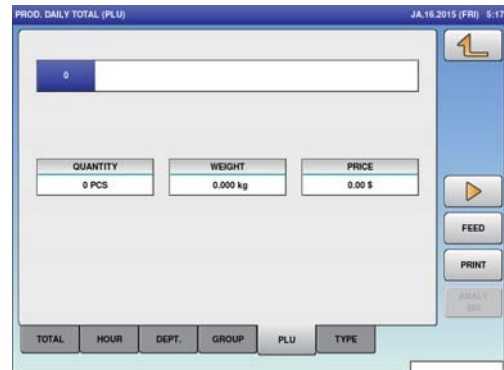 PROD. DAILY TOTAL (PLU) JA.16.2015 (FRI) 5:17
0
QUANTITY WEIGHT PRICE
0 PCS 0.000 kg 0.00 $
FEED
PRINT
TOTAL HOUR DEPT. GROUP PLU TYPE